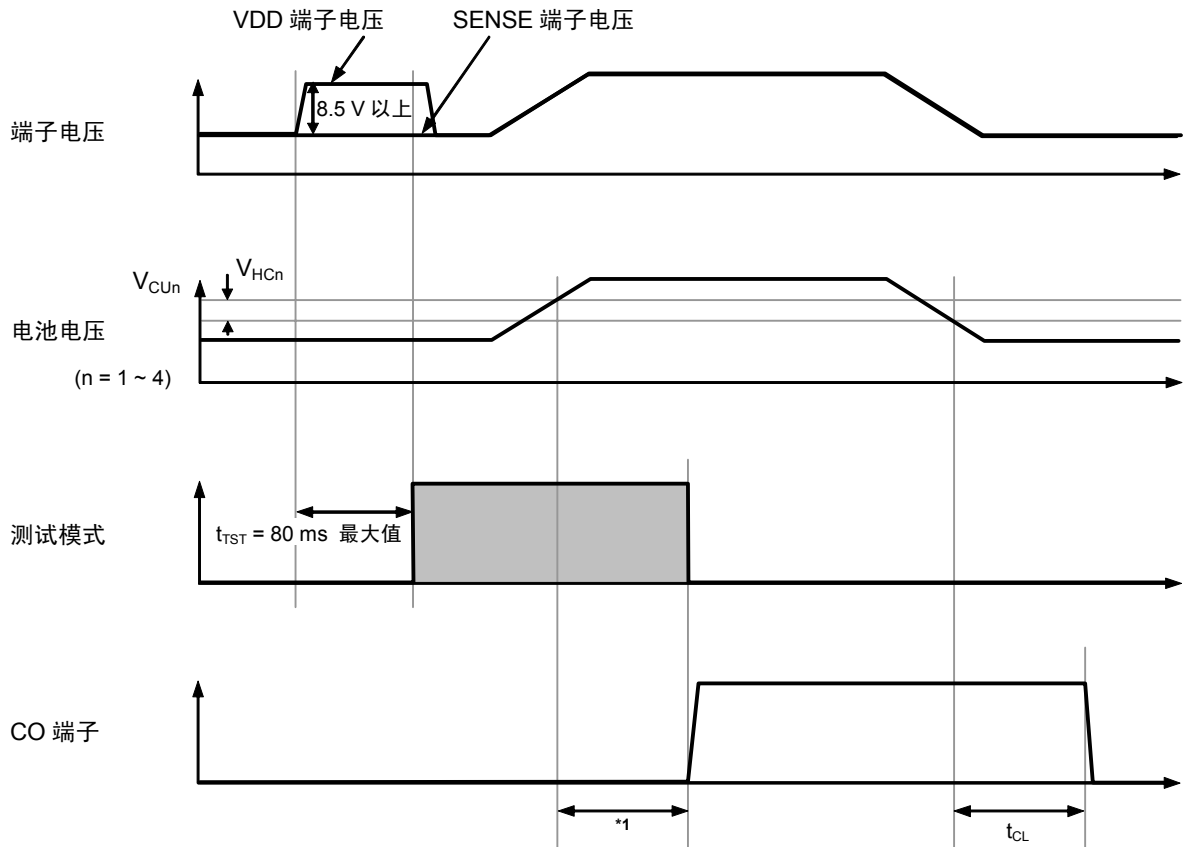 VDD 端子电压
SENSE 端子电压
8.5 V 以上
端子电压
VCUn
VHCn
电池电压
(n = 1 ~ 4)
测试模式
tTST = 80 ms 最大值
CO 端子
*1
tCL